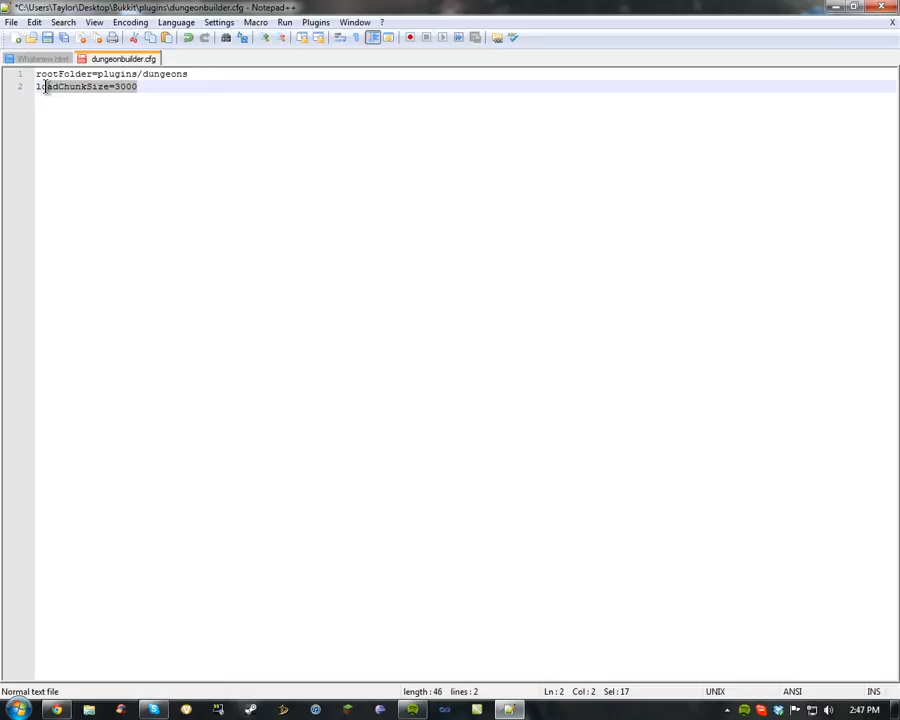 *C:\Users\Taylor\Desktop\Bukkit\plugins\dungeonbuilder.cfg - Notepad++
File Edit Search View Encoding Language Settings Macro Run Plugins Window ? X
Whatsnew.html dungeonbuilder.cfg
1 rootFolder=plugins/dungeons
2 loadChunkSize=3000
Normal text file length : 46 lines : 2 Ln : 2 Col : 2 Sel : 17 UNIX ANSI INS
2:47 PM